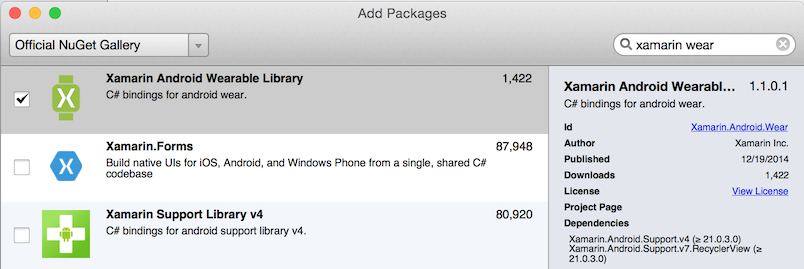 Add Packages
Official NuGet Gallery
xamarin wear
Xamarin Android Wearable Library 1,422
C# bindings for android wear.
Xamarin.Forms 87,948
Build native UIs for iOS, Android, and Windows Phone from a single, shared C#
codebase
Xamarin Support Library v4 80,920
C# bindings for android support library v4.
Xamarin Android Wearabl... 1.1.0.1
C# bindings for android wear.
Id Xamarin.Android.Wear
Author Xamarin Inc.
Published 12/19/2014
Downloads 1,422
License View License
Project Page
Dependencies
Xamarin.Android.Support.v4 (≥ 21.0.3.0)
Xamarin.Android.Support.v7.RecyclerView (≥
21.0.3.0)